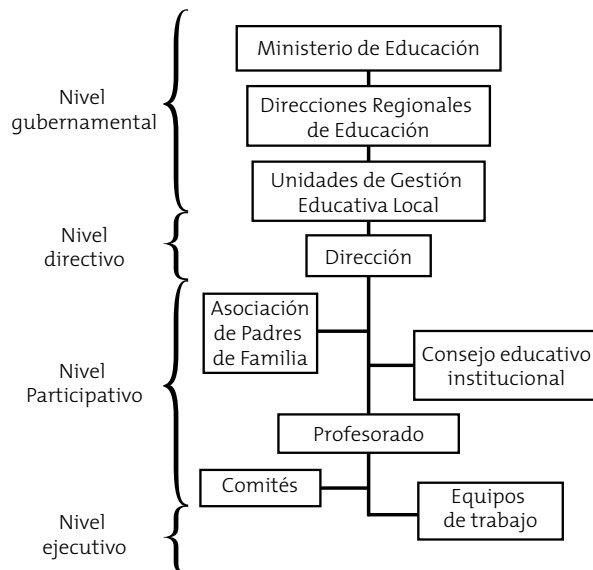 Ministerio de Educación
Nivel
gubernamental
Direcciones Regionales
de Educación
Unidades de Gestión
Educativa Local
Nivel
directivo
Dirección
Asociación
de Padres
de Familia
Consejo educativo
institucional
Nivel
Participativo
Profesorado
Comités
Equipos
de trabajo
Nivel
ejecutivo